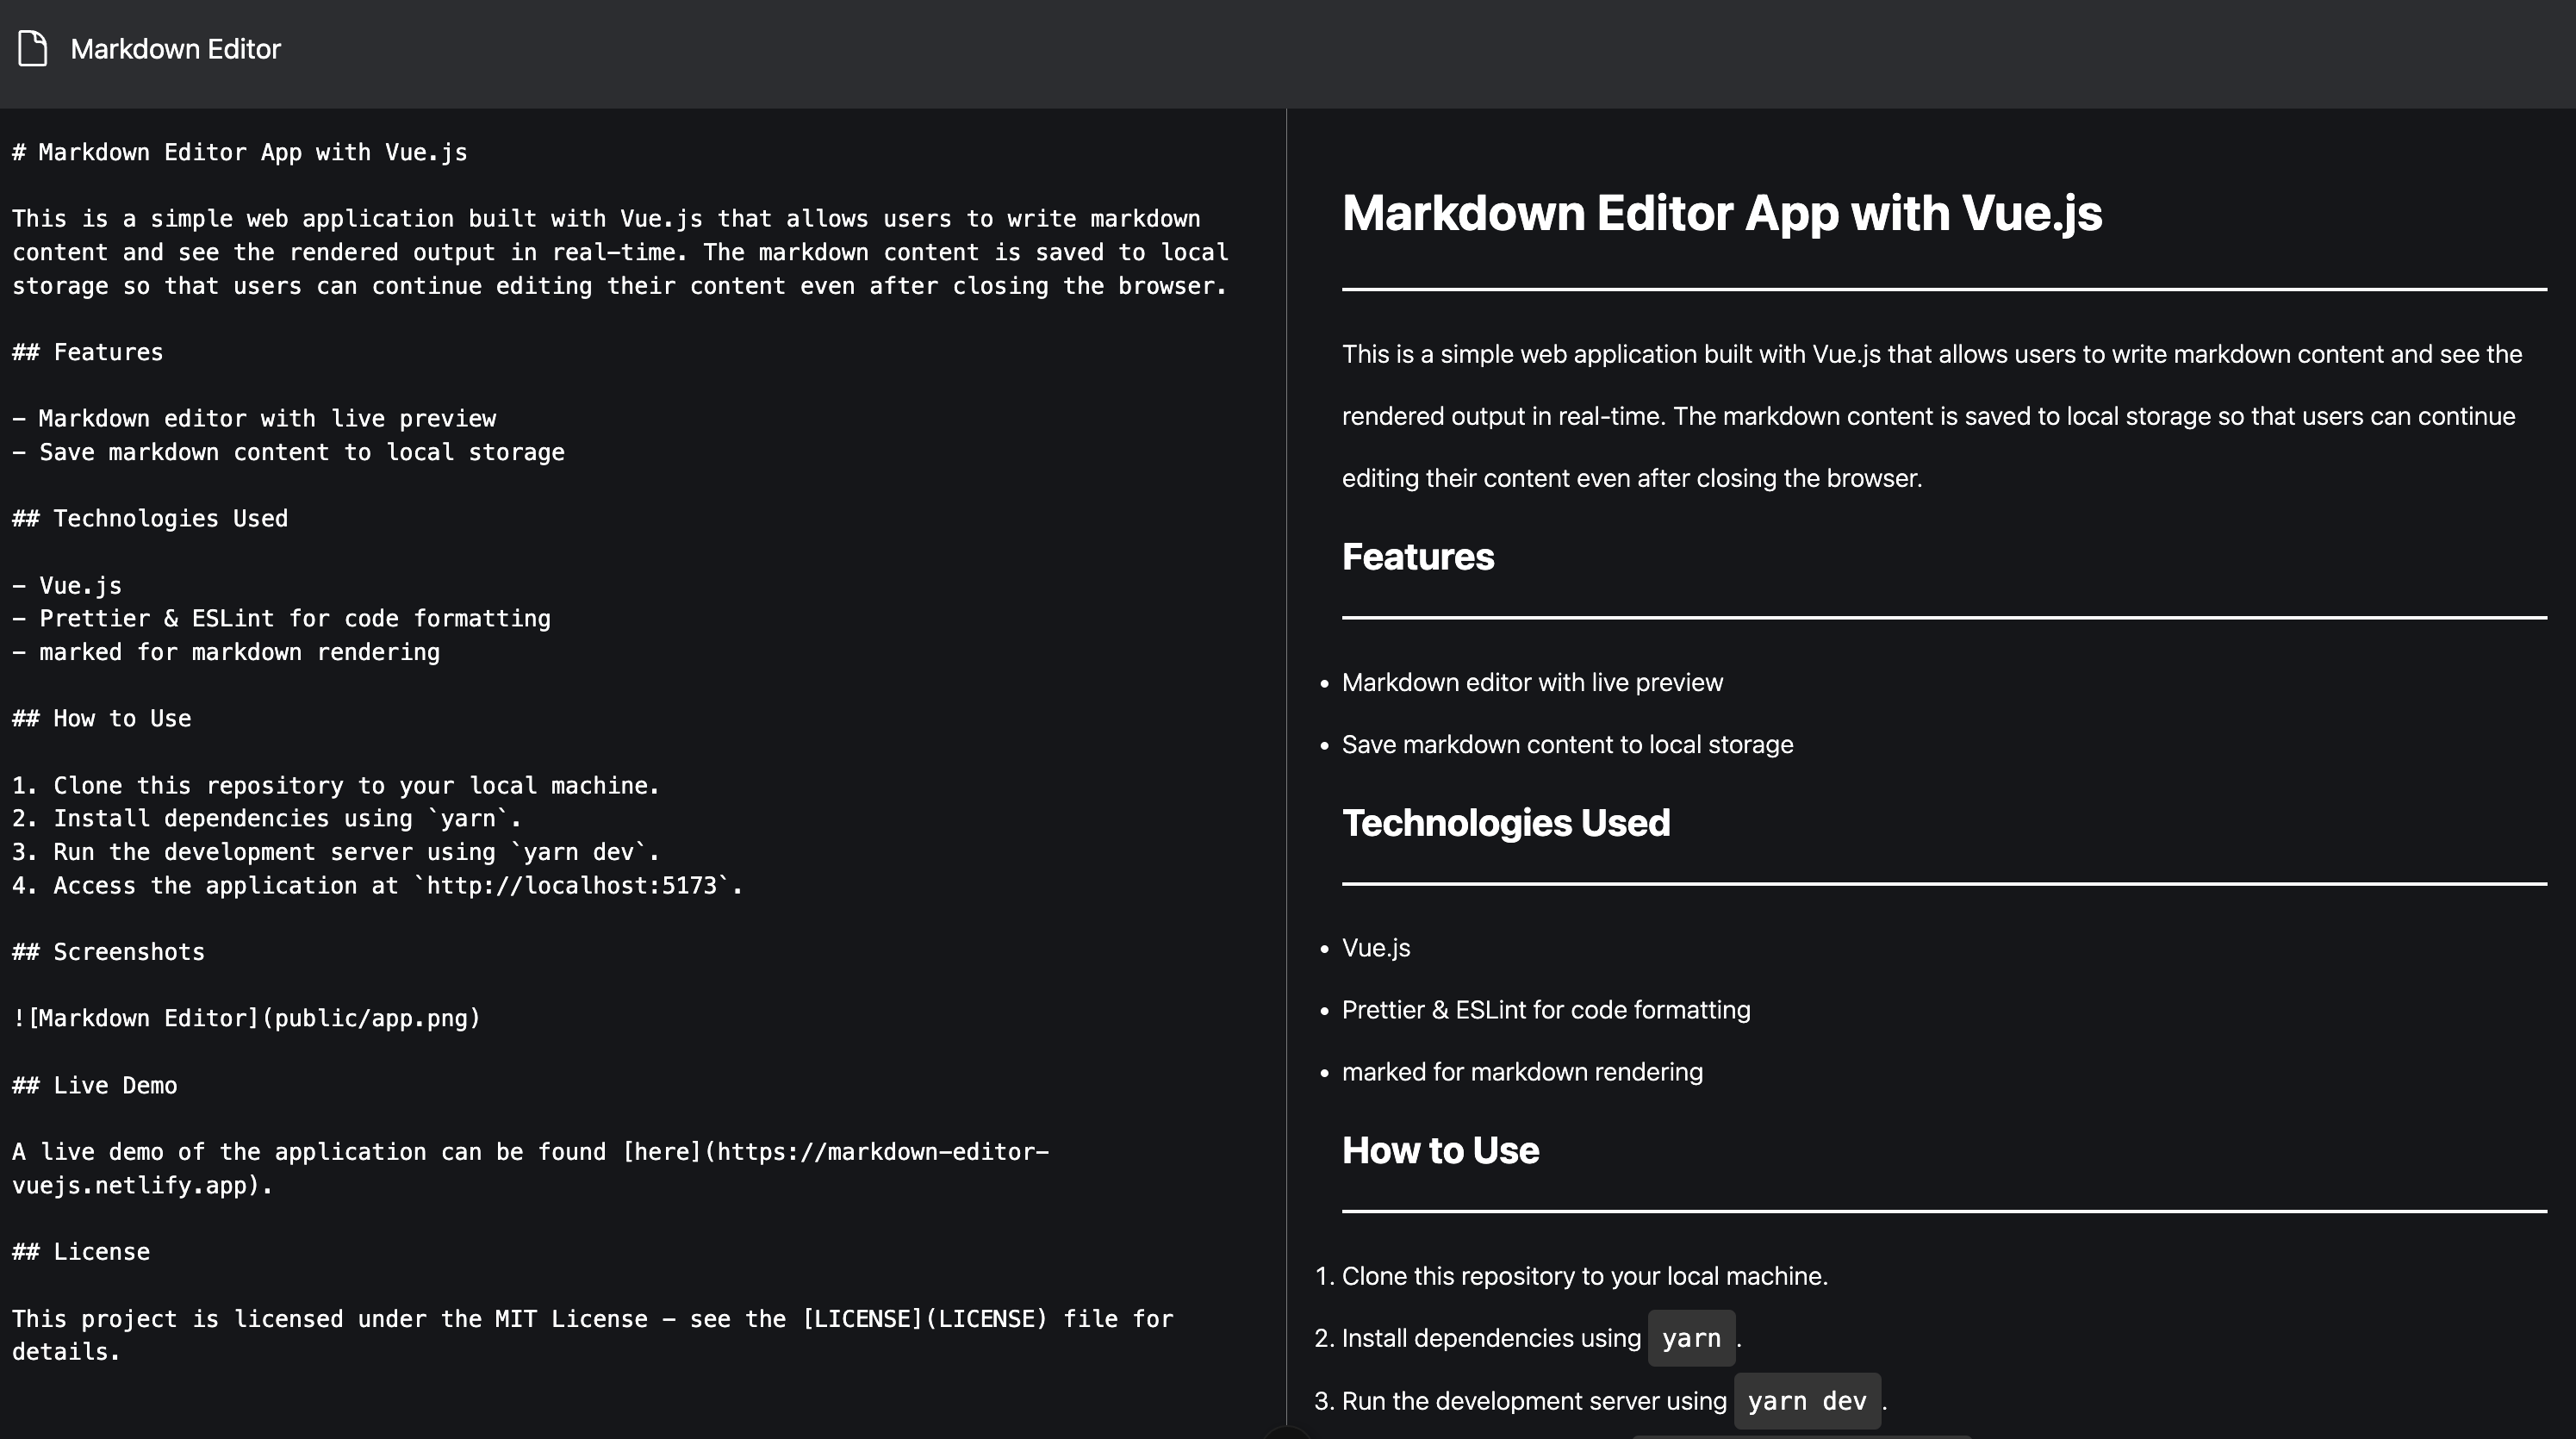 Markdown Editor
# Markdown Editor App with Vue.js
This is a simple web application built with Vue.js that allows users to write markdown
content and see the rendered output in real-time. The markdown content is saved to local
storage so that users can continue editing their content even after closing the browser.
## Features
- Markdown editor with live preview
- Save markdown content to local storage
## Technologies Used
- Vue.js
- Prettier & ESLint for code formatting
- marked for markdown rendering
## How to Use
1. Clone this repository to your local machine.
2. Install dependencies using `yarn`.
3. Run the development server using `yarn dev`.
4. Access the application at `http://localhost:5173`.
## Screenshots
![Markdown Editor](public/app.png)
## Live Demo
A live demo of the application can be found [here](https://markdown-editor-
vuejs.netlify.app).
## License
This project is licensed under the MIT License - see the [LICENSE](LICENSE) file for
details.
Markdown Editor App with Vue.js
This is a simple web application built with Vue.js that allows users to write markdown content and see the
rendered output in real-time. The markdown content is saved to local storage so that users can continue
editing their content even after closing the browser.
Features
• Markdown editor with live preview
• Save markdown content to local storage
Technologies Used
• Vue.js
• Prettier & ESLint for code formatting
• marked for markdown rendering
How to Use
1. Clone this repository to your local machine.
2. Install dependencies using yarn.
3. Run the development server using yarn dev.